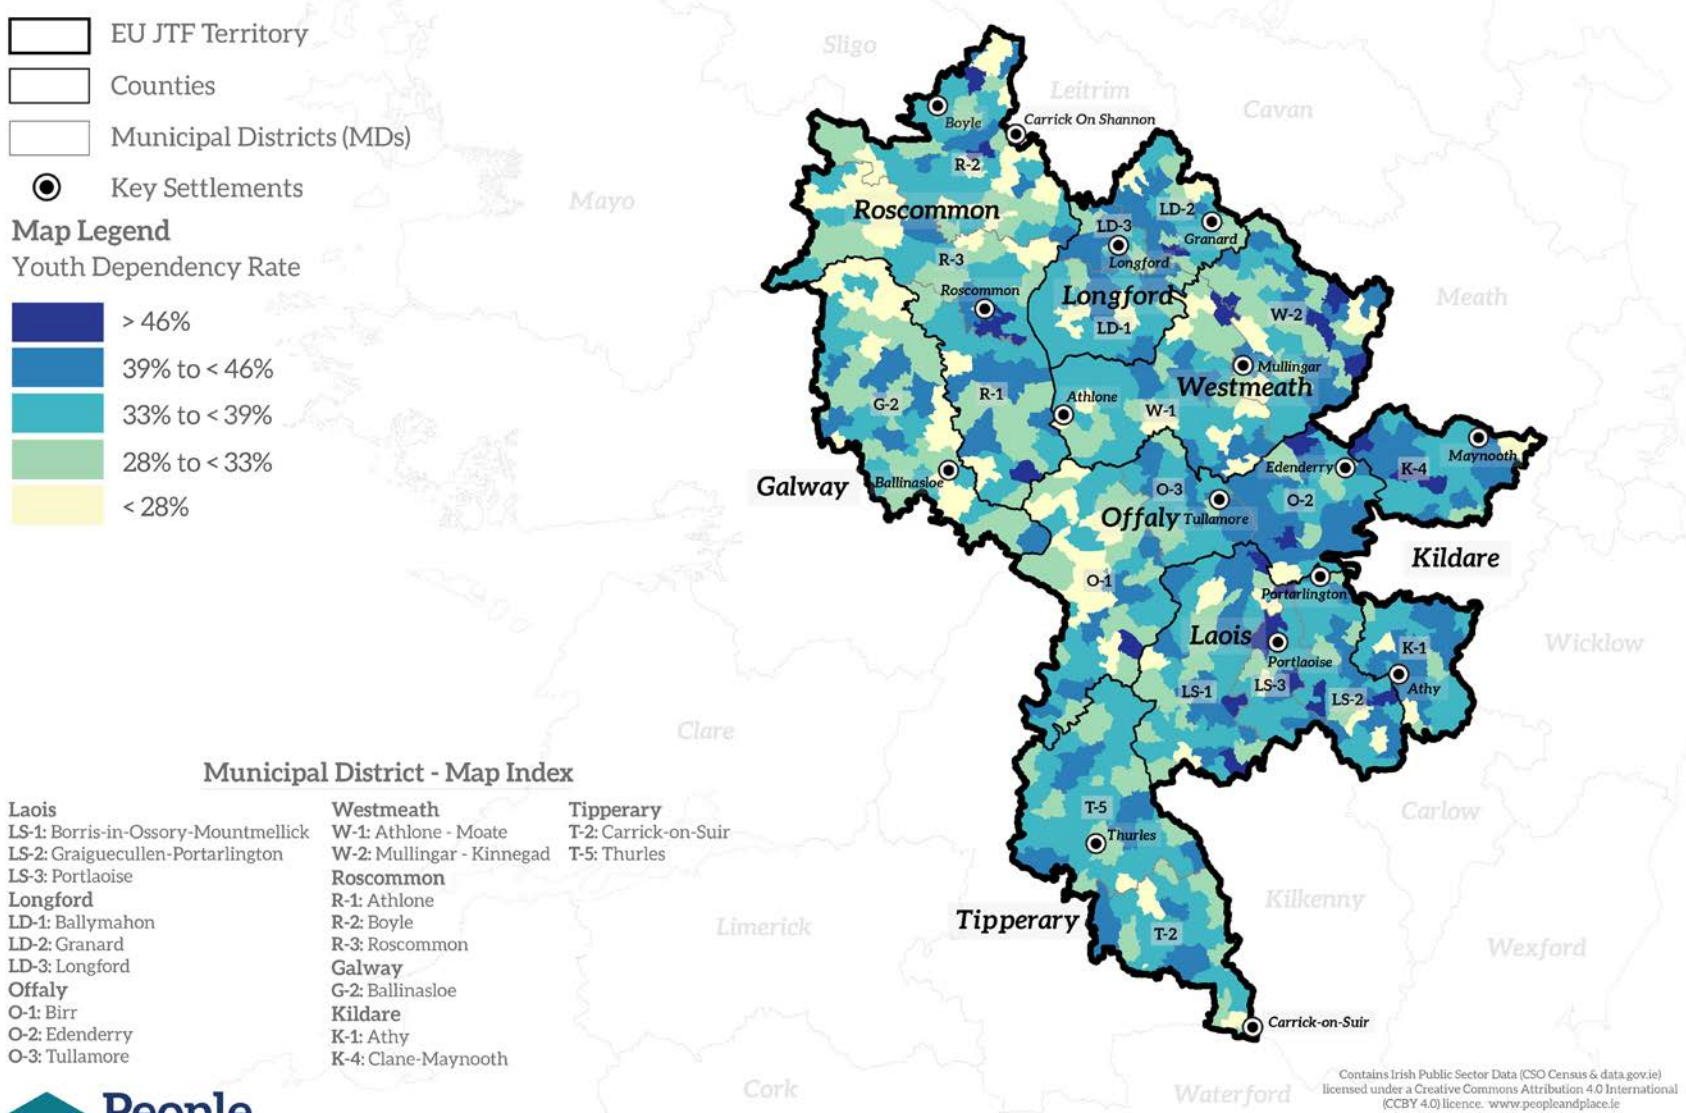 EU JTF Territory
Counties
Municipal Districts (MDs)
Key Settlements
Map Legend
Youth Dependency Rate
> 46%
39% to < 46%
33% to < 39%
28% to < 33%
< 28%
Sligo
Leitrim
Cavan
Mayo
Meath
Wicklow
Clare
Carlow
Kilkenny
Limerick
Wexford
Cork
Waterford
Boyle
Carrick On Shannon
R-2
Roscommon
LD-2
LD-3
Granard
Longford
R-3
Roscommon
Longford
LD-1
W-2
Mullingar
Westmeath
R-1
G-2
Athlone
W-1
Maynooth
K-4
Edenderry
Ballinasloe
Galway
O-3
O-2
Offaly
Tullamore
Kildare
O-1
Portarlington
Laois
Portlaoise
K-1
Athy
LS-1
LS-3
LS-2
T-5
Thurles
Tipperary
T-2
Carrick-on-Suir
Municipal District - Map Index
Laois
LS-1: Borris-in-Ossory-Mountmellick
LS-2: Graiguecullen-Portarlington
LS-3: Portlaoise
Longford
LD-1: Ballymahon
LD-2: Granard
LD-3: Longford
Offaly
O-1: Birr
O-2: Edenderry
O-3: Tullamore
Westmeath
W-1: Athlone - Moate
W-2: Mullingar - Kinnegad
Roscommon
R-1: Athlone
R-2: Boyle
R-3: Roscommon
Galway
G-2: Ballinasloe
Kildare
K-1: Athy
K-4: Clane-Maynooth
Tipperary
T-2: Carrick-on-Suir
T-5: Thurles
People
Contains Irish Public Sector Data (CSO Census & data.gov.ie)
licensed under a Creative Commons Attribution 4.0 International
(CCBY 4.0) licence. www.peopleandplace.ie